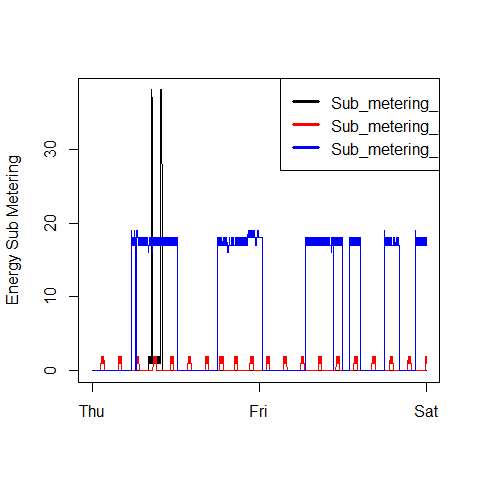 Sub_metering_
Sub_metering_
Sub_metering_
Energy Sub Metering
30
20
10
0
Thu Fri Sat